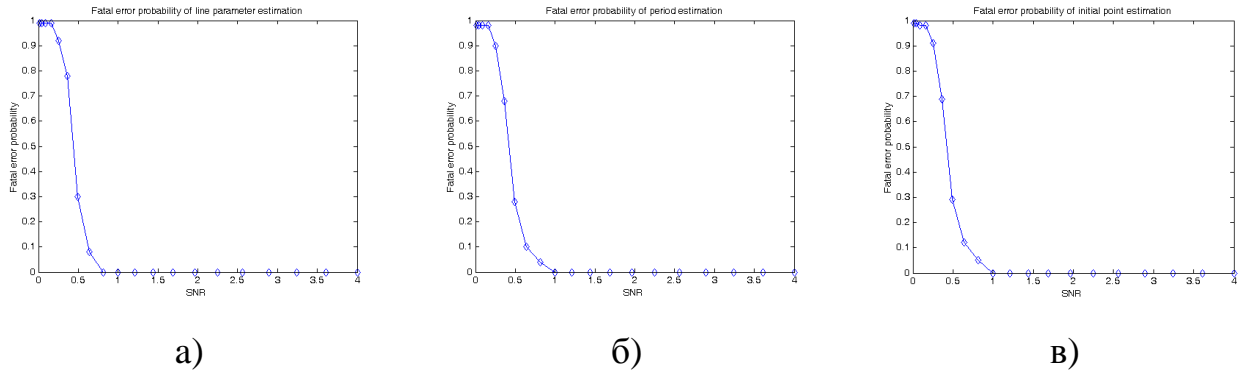 Fatal error probability of line parameter estimation
Fatal error probability
1
0.9
0.8
0.7
0.6
0.5
0.4
0.3
0.2
0.1
0
0 0.5 1 1.5 2 2.5 3 3.5 4
SNR
а)
Fatal error probability of period estimation
Fatal error probability
1
0.9
0.8
0.7
0.6
0.5
0.4
0.3
0.2
0.1
0
0 0.5 1 1.5 2 2.5 3 3.5 4
SNR
б)
Fatal error probability of initial point estimation
Fatal error probability
1
0.9
0.8
0.7
0.6
0.5
0.4
0.3
0.2
0.1
0
0 0.5 1 1.5 2 2.5 3 3.5 4
SNR
в)